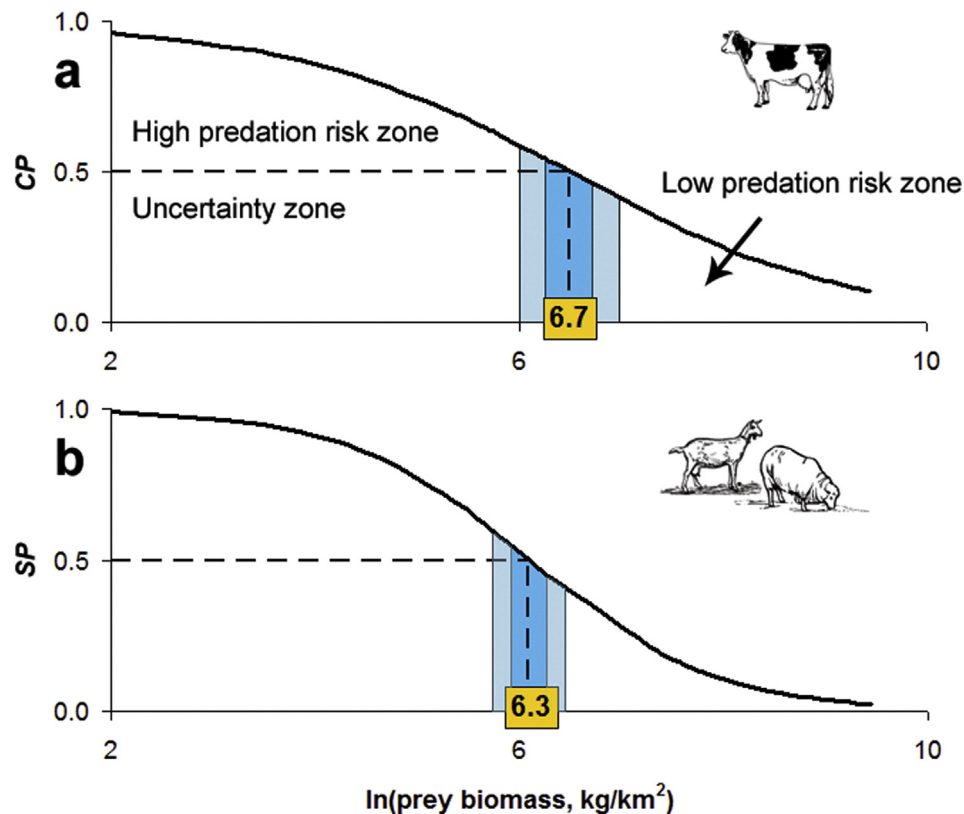 1.0
a
High predation risk zone
CP
0.5
Low predation risk zone
Uncertainty zone
0.0
6.7
2
6
10
1.0
b
SP
0.5
0.0
6.3
2
6
10
ln(prey biomass, kg/km²)